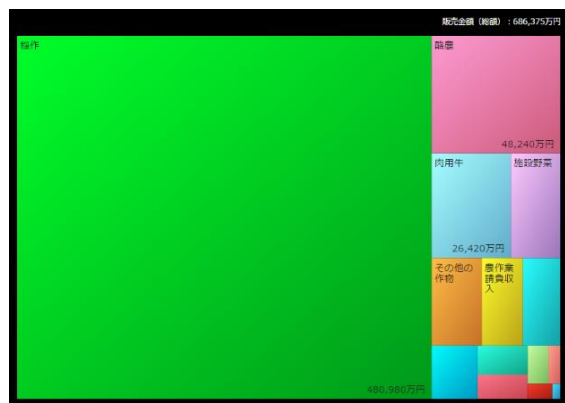 販売金額（総額）：686,375万円
稲作
酪農
48,240万円
肉用牛
施設野菜
26,420万円
その他の
作物
農作業
請負収
入
480,980万円